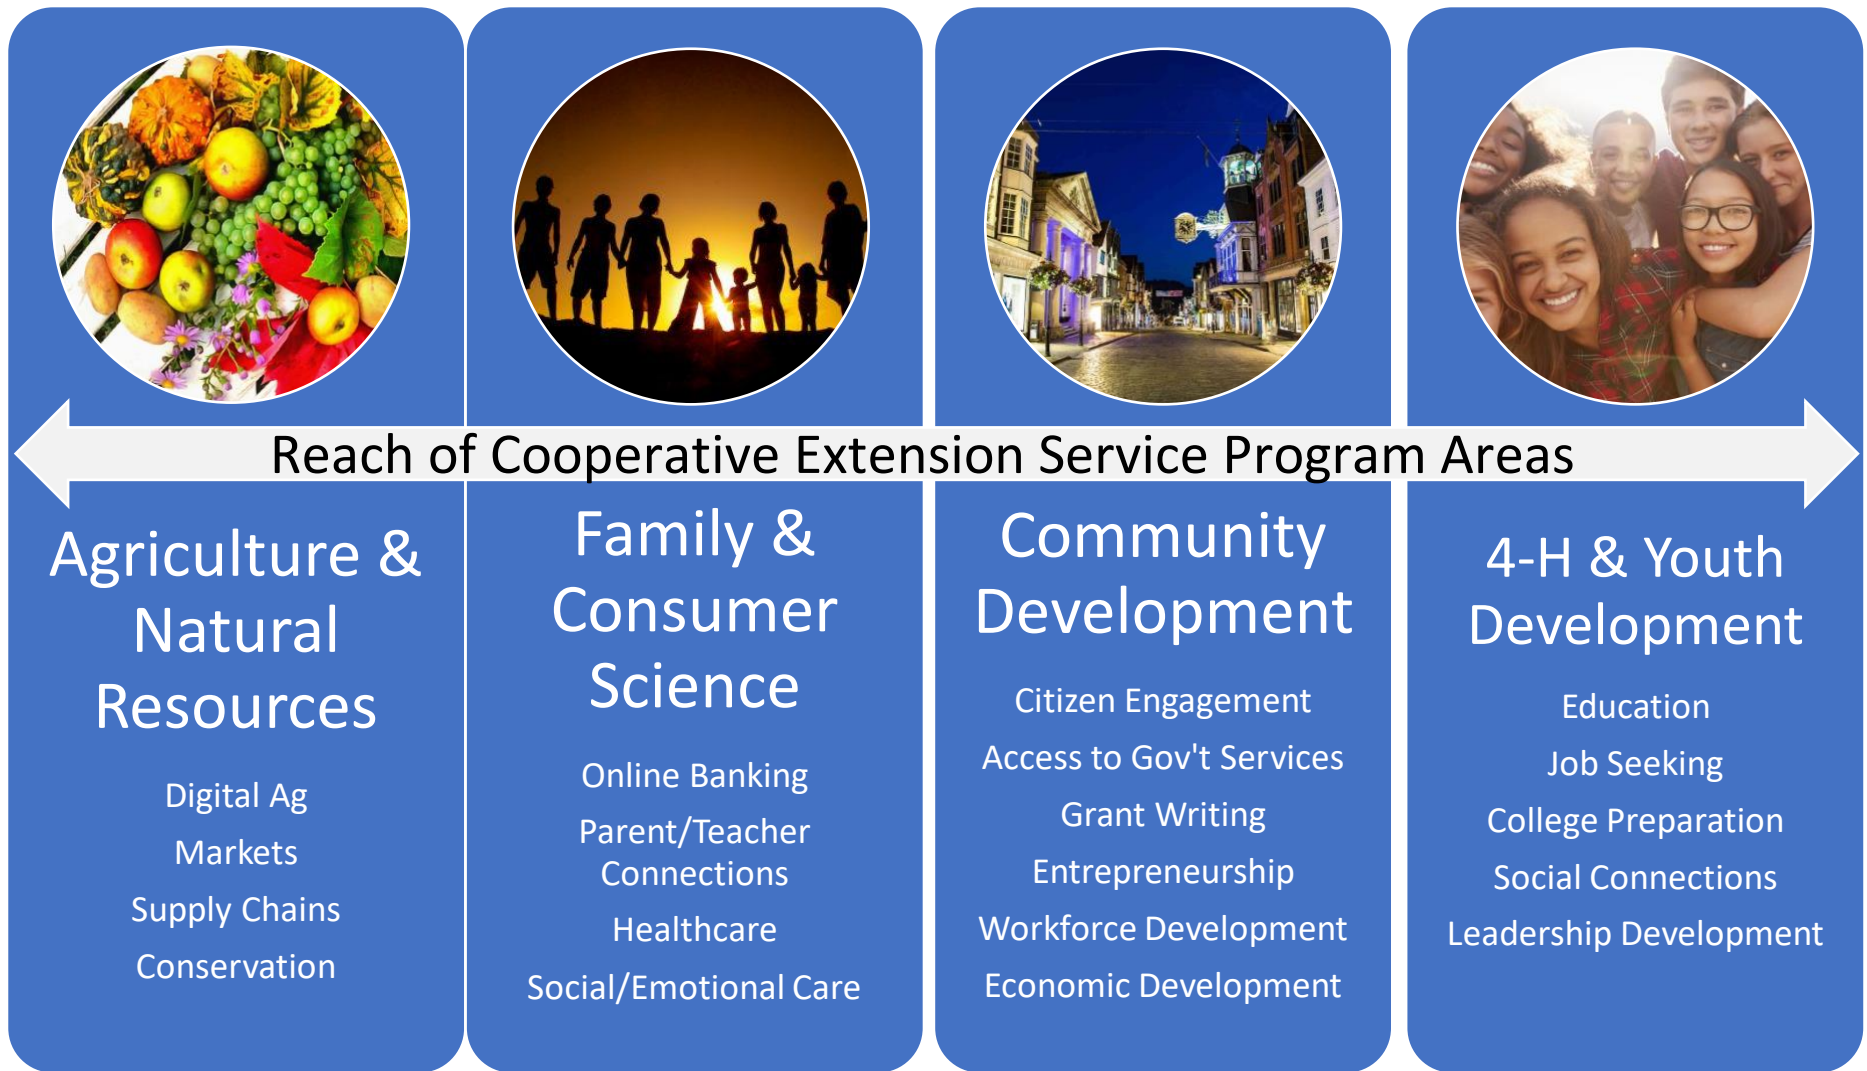 Reach of Cooperative Extension Service Program Areas
Agriculture &
Natural
Resources
Digital Ag
Markets
Supply Chains
Conservation
Family &
Consumer
Science
Online Banking
Parent/Teacher
Connections
Healthcare
Social/Emotional Care
Community
Development
Citizen Engagement
Access to Gov't Services
Grant Writing
Entrepreneurship
Workforce Development
Economic Development
4-H & Youth
Development
Education
Job Seeking
College Preparation
Social Connections
Leadership Development